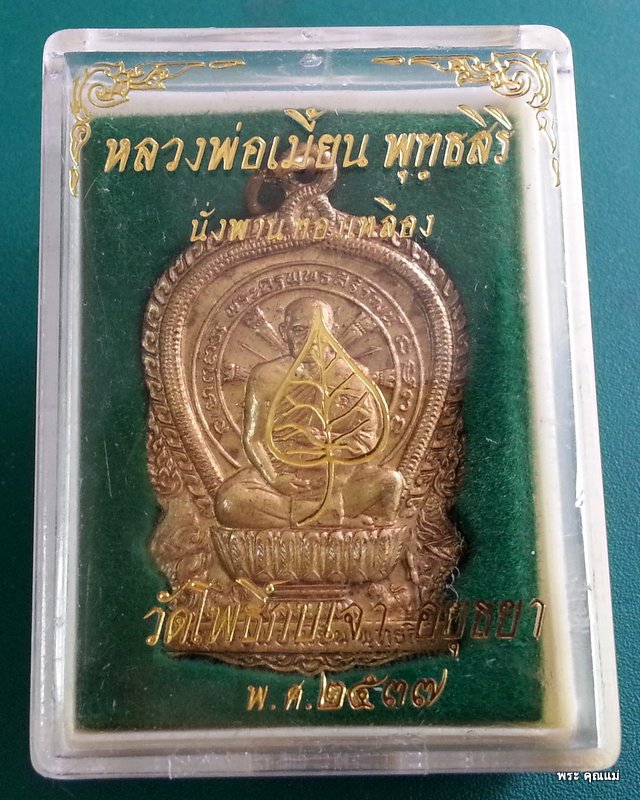 หลวงพ่อเมี้ยน พุทฺธสิริ
นั่งพาน ทองเหลือง
วัดโพธิ์กบเจา อยุธยา
พ.ศ.๒๕๓๗
พระ คุณแม่